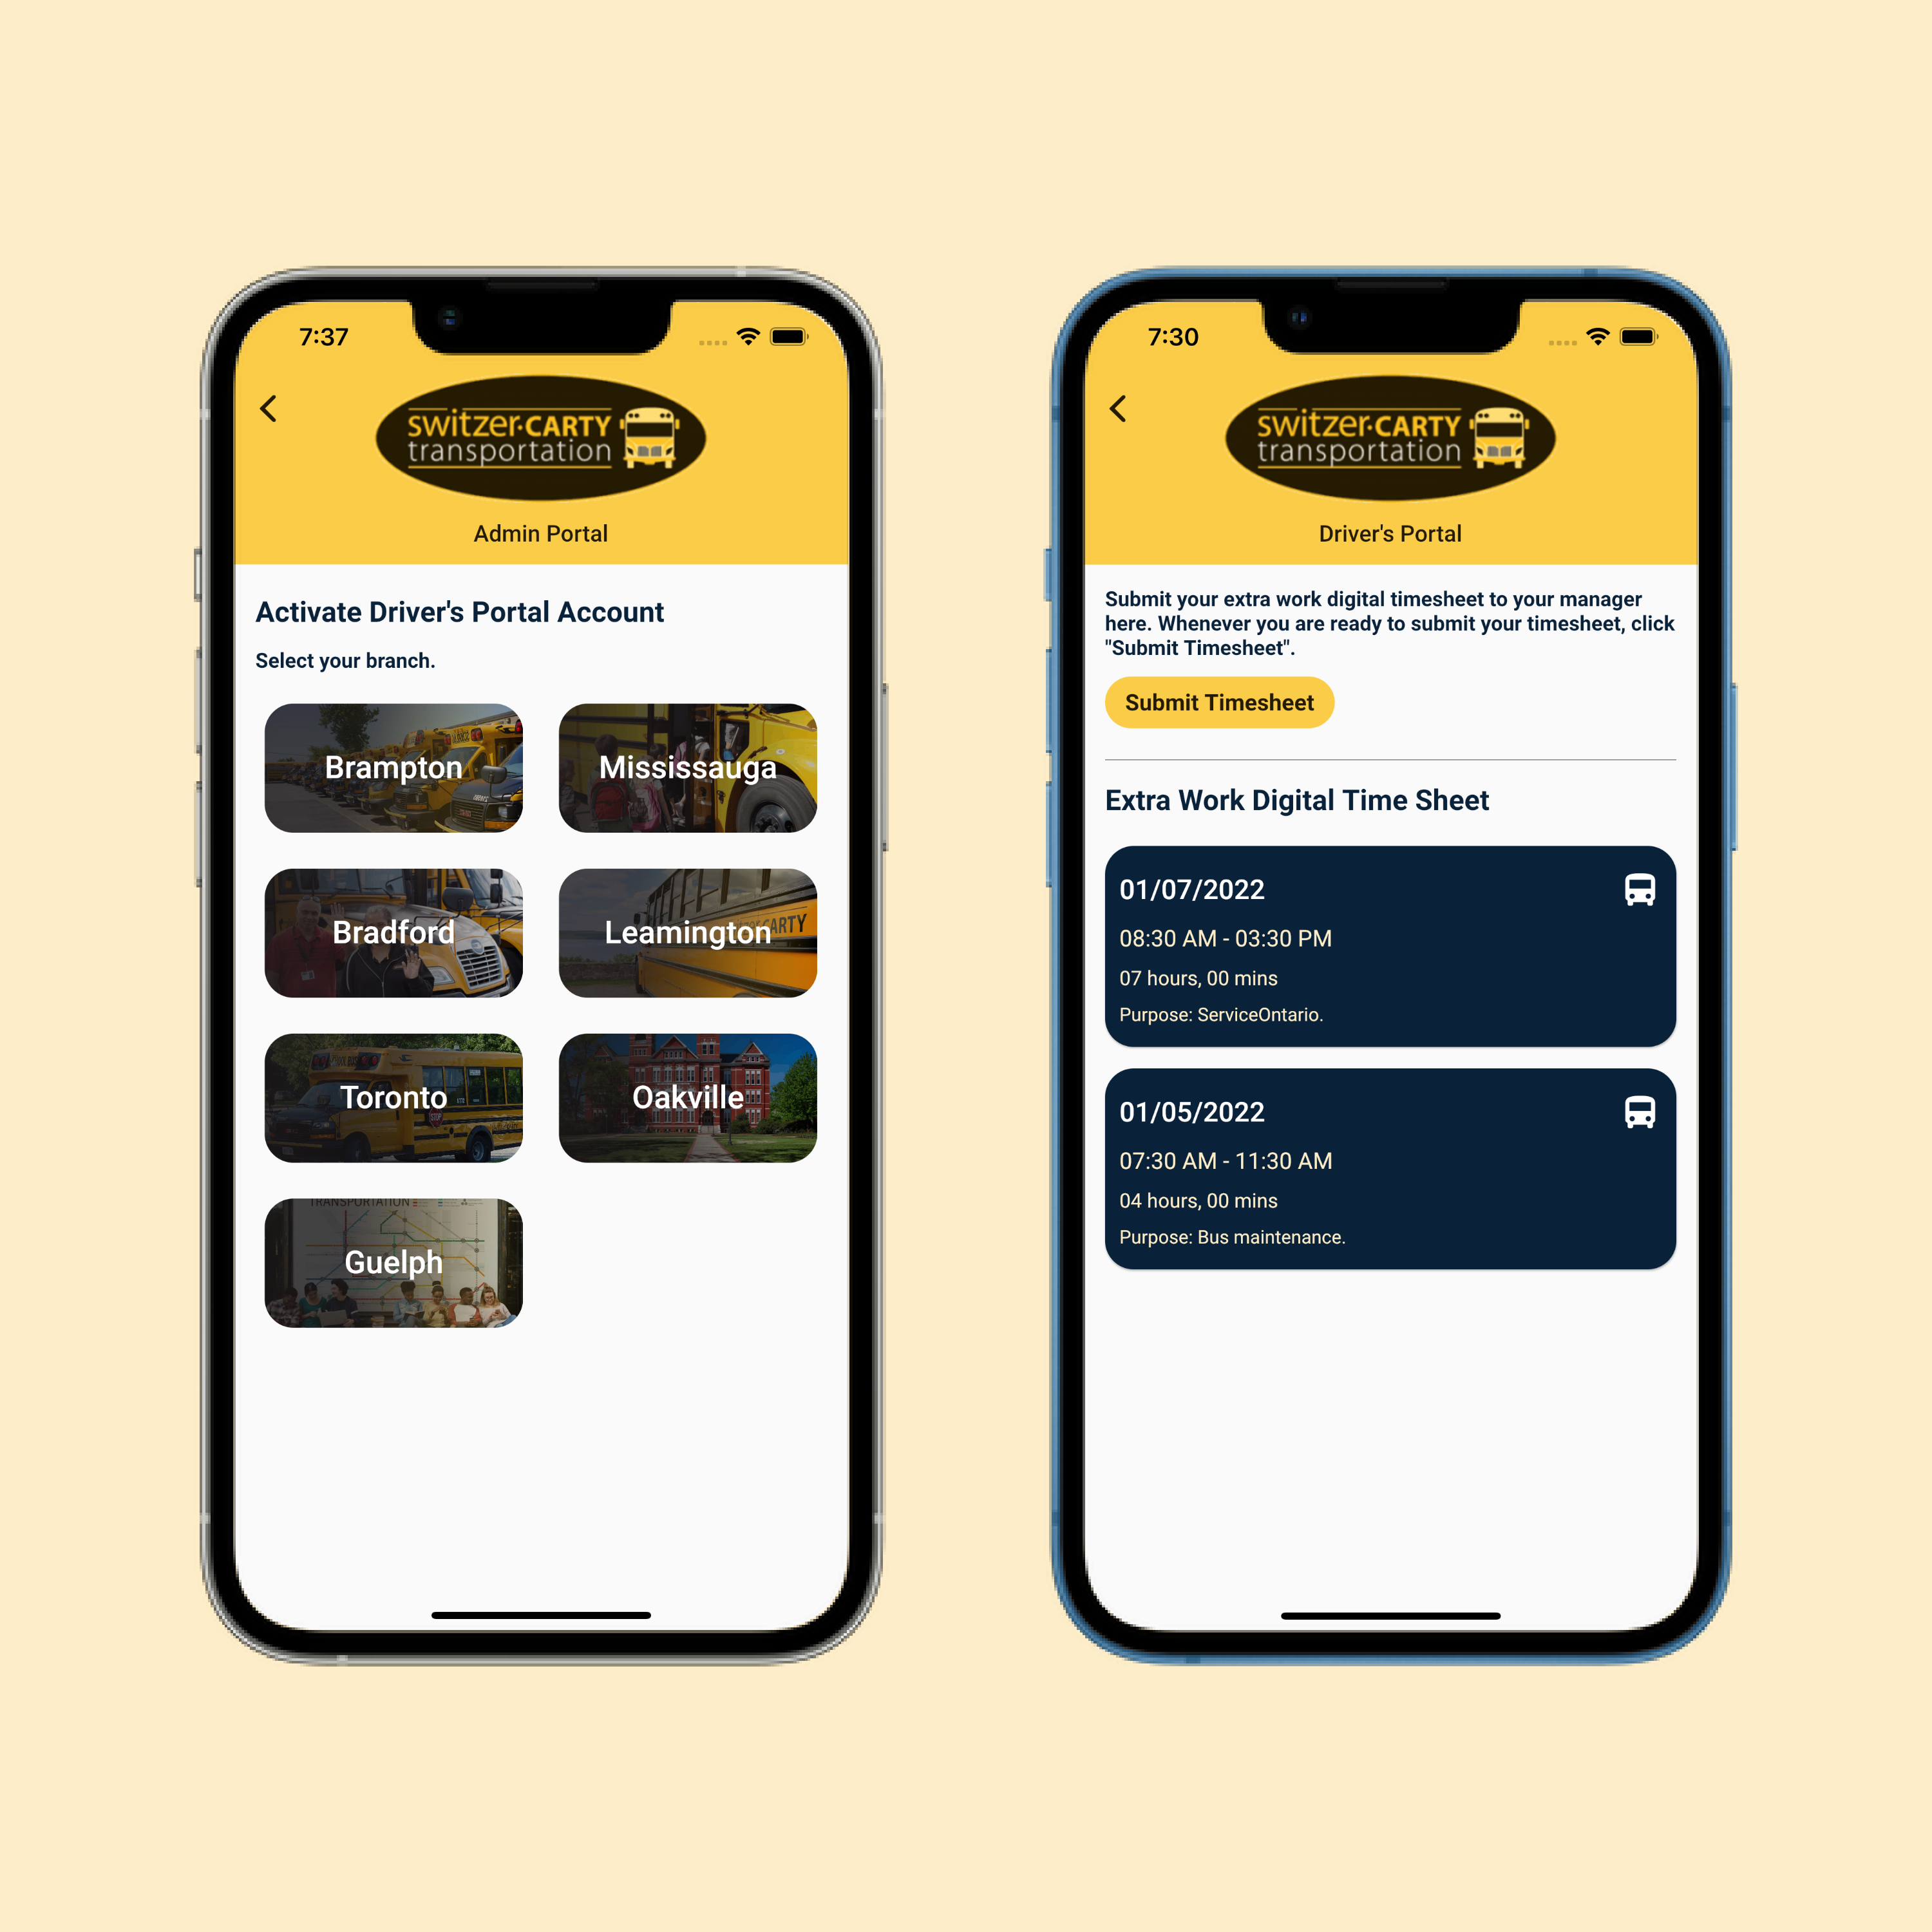 7:37
switzer·CARTY
transportation
Admin Portal
Activate Driver's Portal Account
Select your branch.
Brampton
Mississauga
Bradford
Leamington
CARTY
Toronto
Oakville
TRANSPORTATION
Guelph
7:30
switzer·CARTY
transportation
Driver's Portal
Submit your extra work digital timesheet to your manager
here. Whenever you are ready to submit your timesheet, click
"Submit Timesheet".
Submit Timesheet
Extra Work Digital Time Sheet
01/07/2022
08:30 AM - 03:30 PM
07 hours, 00 mins
Purpose: ServiceOntario.
01/05/2022
07:30 AM - 11:30 AM
04 hours, 00 mins
Purpose: Bus maintenance.